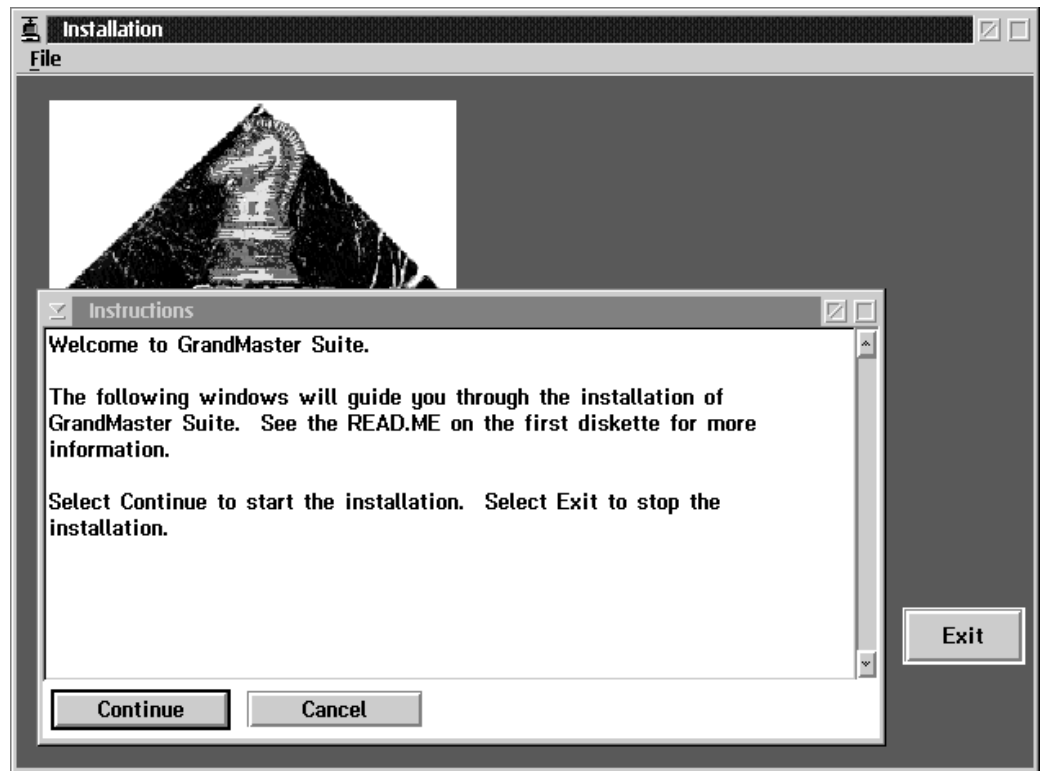 Installation
File
Instructions
Welcome to GrandMaster Suite.
The following windows will guide you through the installation of
GrandMaster Suite.  See the READ.ME on the first diskette for more
information.
Select Continue to start the installation.  Select Exit to stop the
installation.
Exit
Continue
Cancel